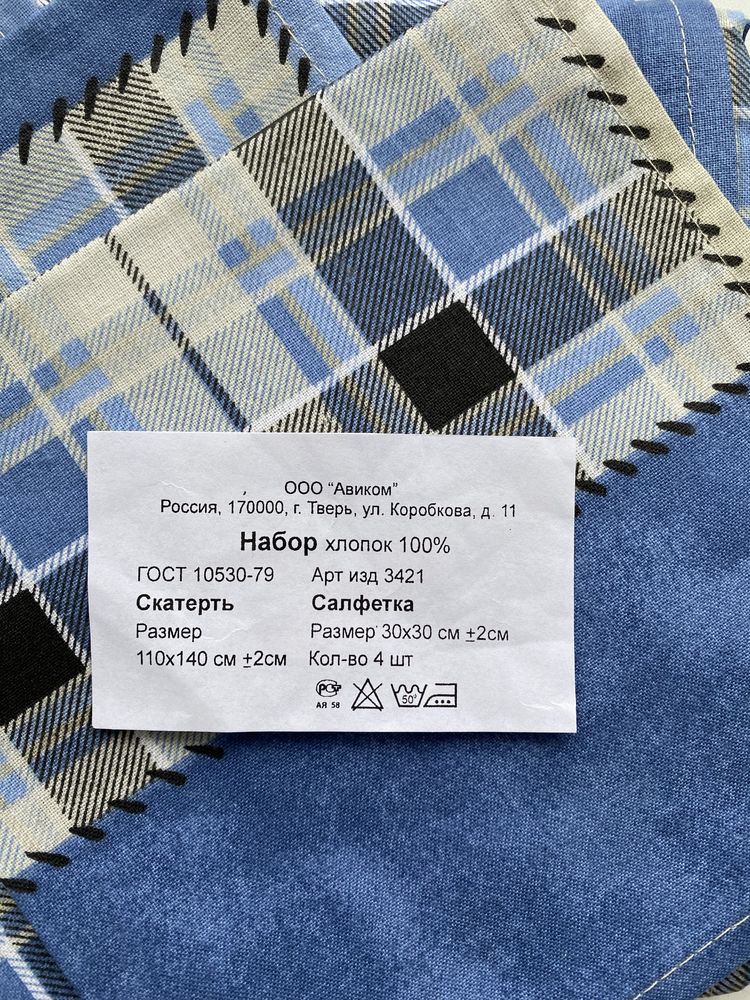 ООО “Авиком”
Россия, 170000, г. Тверь, ул. Коробкова, д. 11
Набор хлопок 100%
ГОСТ 10530-79 Арт изд 3421
Скатерть Салфетка
Размер Размер 30х30 см ±2см
110х140 см ±2см Кол-во 4 шт
РСТ
АЯ 58 50°